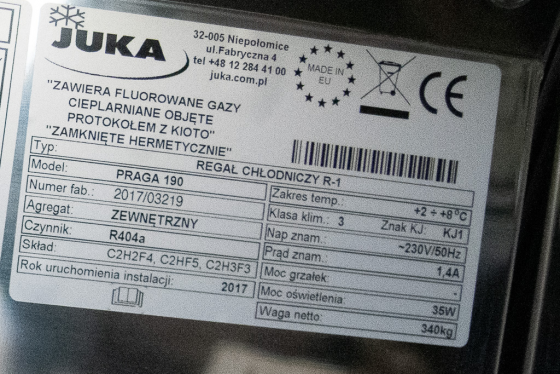 JUKA
32-005 Niepołomice
ul.Fabryczna 4
tel +48 12 284 41 00
juka.com.pl
MADE IN
EU
CE
"ZAWIERA FLUOROWANE GAZY
CIEPLARNIANE OBJĘTE
PROTOKOŁEM Z KIOTO"
"ZAMKNIĘTE HERMETYCZNIE"
Typ: REGAŁ CHŁODNICZY R-1
Model: PRAGA 190
Numer fab.: 2017/03219
Agregat: ZEWNĘTRZNY
Czynnik: R404a
Skład: C2H2F4, C2HF5, C2H3F3
Rok uruchomienia instalacji: 2017
Zakres temp.: +2 ÷ +8°C
Klasa klim.: 3 Znak KJ: KJ1
Nap znam.: ~230V/50Hz
Prąd znam.: 1,4A
Moc grzałek: -
Moc oświetlenia: 35W
Waga netto: 340kg